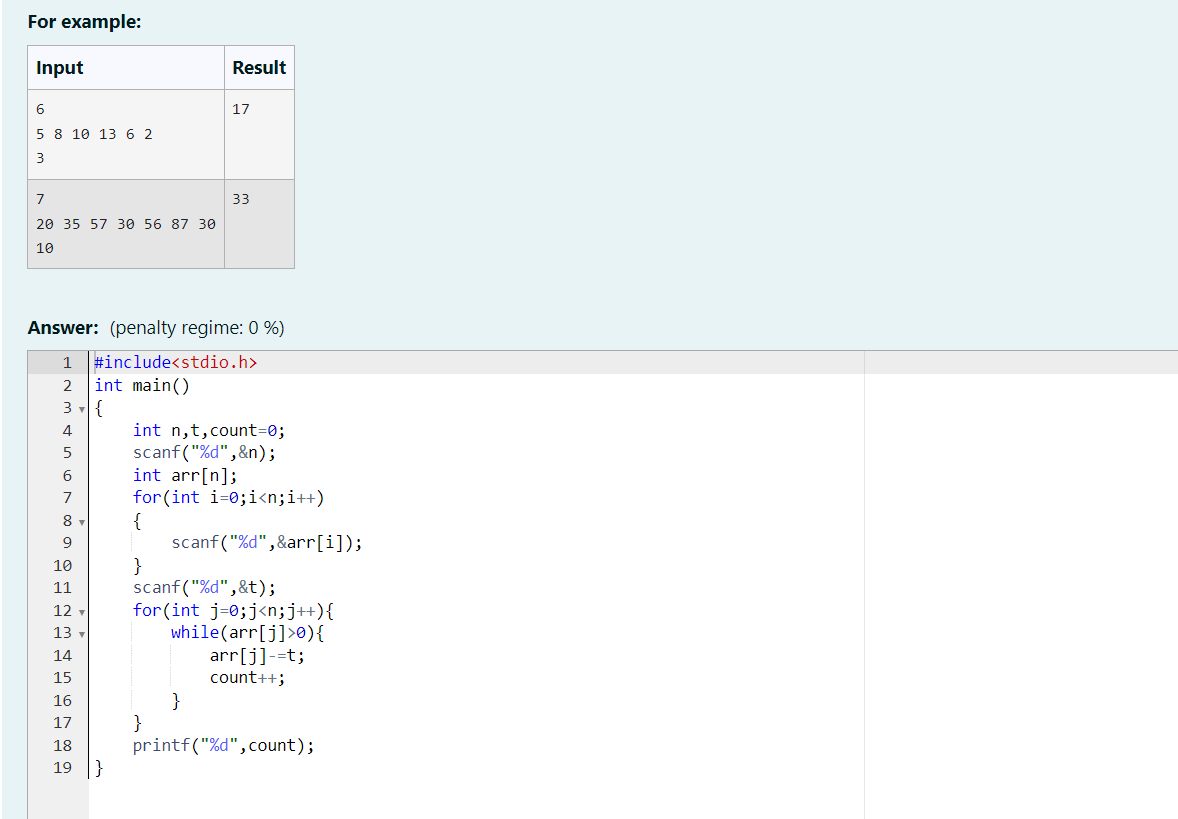 For example:
Input Result
6 17
5 8 10 13 6 2
3
7 33
20 35 57 30 56 87 30
10
Answer: (penalty regime: 0 %)
1 #include<stdio.h>
2 int main()
3 {
4     int n,t,count=0;
5     scanf("%d",&n);
6     int arr[n];
7     for(int i=0;i<n;i++)
8     {
9         scanf("%d",&arr[i]);
10     }
11     scanf("%d",&t);
12     for(int j=0;j<n;j++){
13         while(arr[j]>0){
14             arr[j]-=t;
15             count++;
16         }
17     }
18     printf("%d",count);
19 }